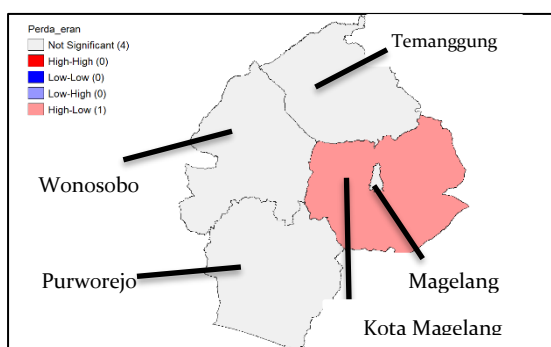 Perda_eran
Not Significant (4)
High-High (0)
Low-Low (0)
Low-High (0)
High-Low (1)
Temanggung
Wonosobo
Purworejo
Magelang
Kota Magelang